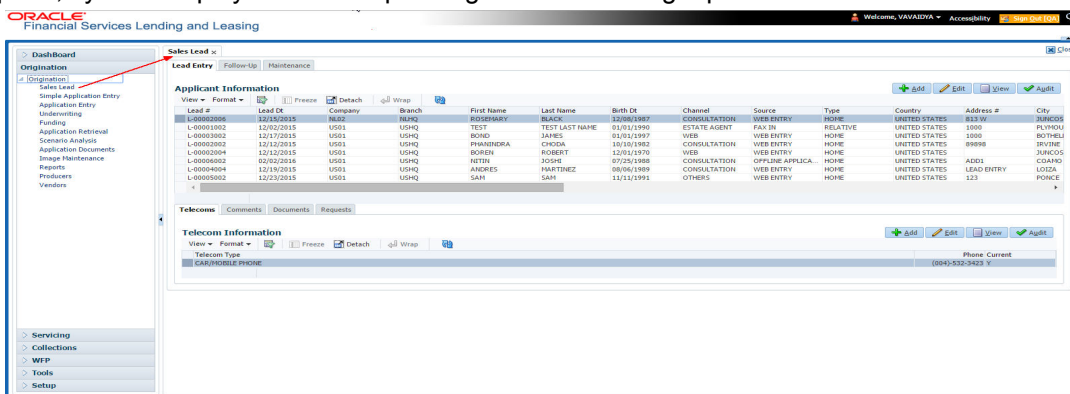 ORACLE
Financial Services Lending and Leasing
Welcome, VAVAIDYA Accessibility Sign Out [QA]
DashBoard
Origination
Origination
Sales Lead
Simple Application Entry
Application Entry
Underwriting
Funding
Application Retrieval
Scenario Analysis
Application Documents
Image Maintenance
Reports
Producers
Vendors
Servicing
Collections
WFP
Tools
Setup
Sales Lead x
Lead Entry Follow-Up Maintenance
Applicant Information
Add Edit View Audit
View Format Freeze Detach Wrap
Lead # Lead Dt Company Branch First Name Last Name Birth Dt Channel Source Type Country Address # City
L-00002006 12/15/2015 NL02 NLHQ ROSEMARY BLACK 12/08/1987 CONSULTATION WEB ENTRY HOME UNITED STATES 813 W JUNCOS
L-00001002 12/02/2015 US01 USHQ TEST TEST LAST NAME 01/01/1990 ESTATE AGENT FAX IN RELATIVE UNITED STATES 1000 PLYMOU
L-00003002 12/17/2015 US01 USHQ BOND JAMES 01/01/1997 WEB WEB ENTRY HOME UNITED STATES 1000 BOTHEL
L-00002002 12/12/2015 US01 USHQ PHANINDRA CHODA 10/10/1982 CONSULTATION WEB ENTRY HOME UNITED STATES 89898 IRVINE
L-00002004 12/12/2015 US01 USHQ BOREN ROBERT 12/01/1970 WEB WEB ENTRY HOME UNITED STATES JUNCOS
L-00006002 02/02/2016 US01 USHQ NITIN JOSHI 07/25/1988 CONSULTATION OFFLINE APPLICA... HOME UNITED STATES ADD1 COAMO
L-00004004 12/19/2015 US01 USHQ ANDRES MARTINEZ 08/06/1989 CONSULTATION WEB ENTRY HOME UNITED STATES LEAD ENTRY LOIZA
L-00005002 12/23/2015 US01 USHQ SAM SAM 11/11/1991 OTHERS WEB ENTRY HOME UNITED STATES 123 PONCE
Telecoms Comments Documents Requests
Telecom Information
Add Edit View Audit
View Format Freeze Detach Wrap
Telecom Type Phone Current
CAR/MOBILE PHONE (004)-532-3423 Y